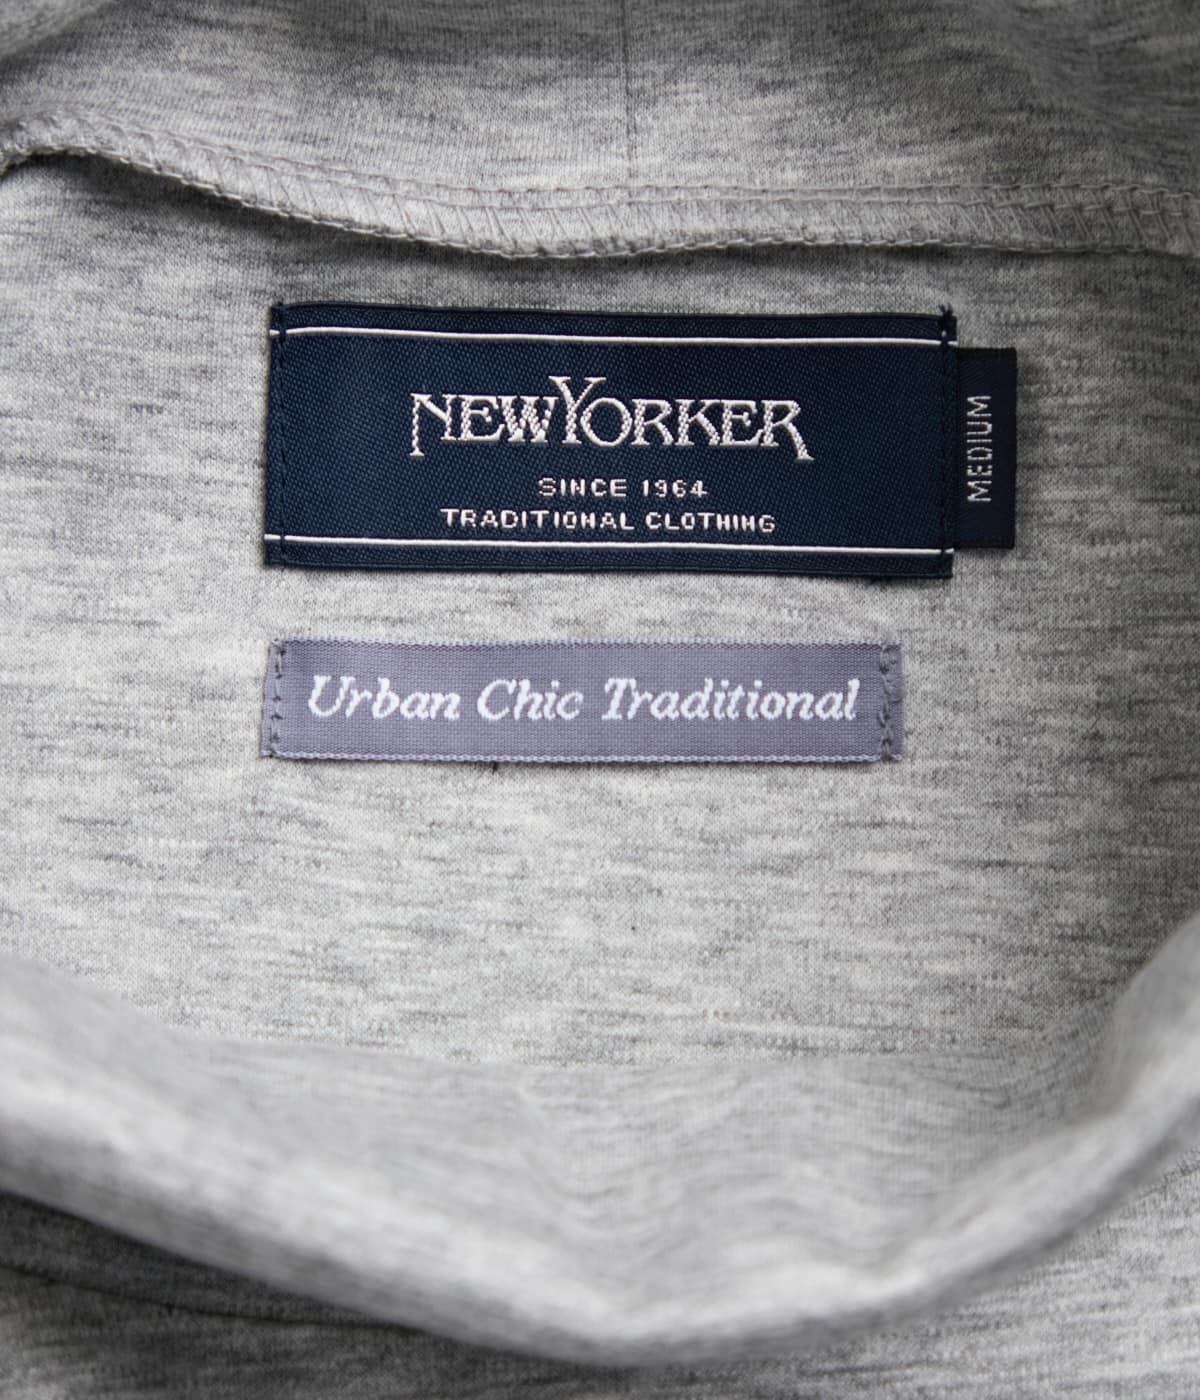 NEWYORKER
SINCE 1964
TRADITIONAL CLOTHING
MEDIUM
Urban Chic Traditional